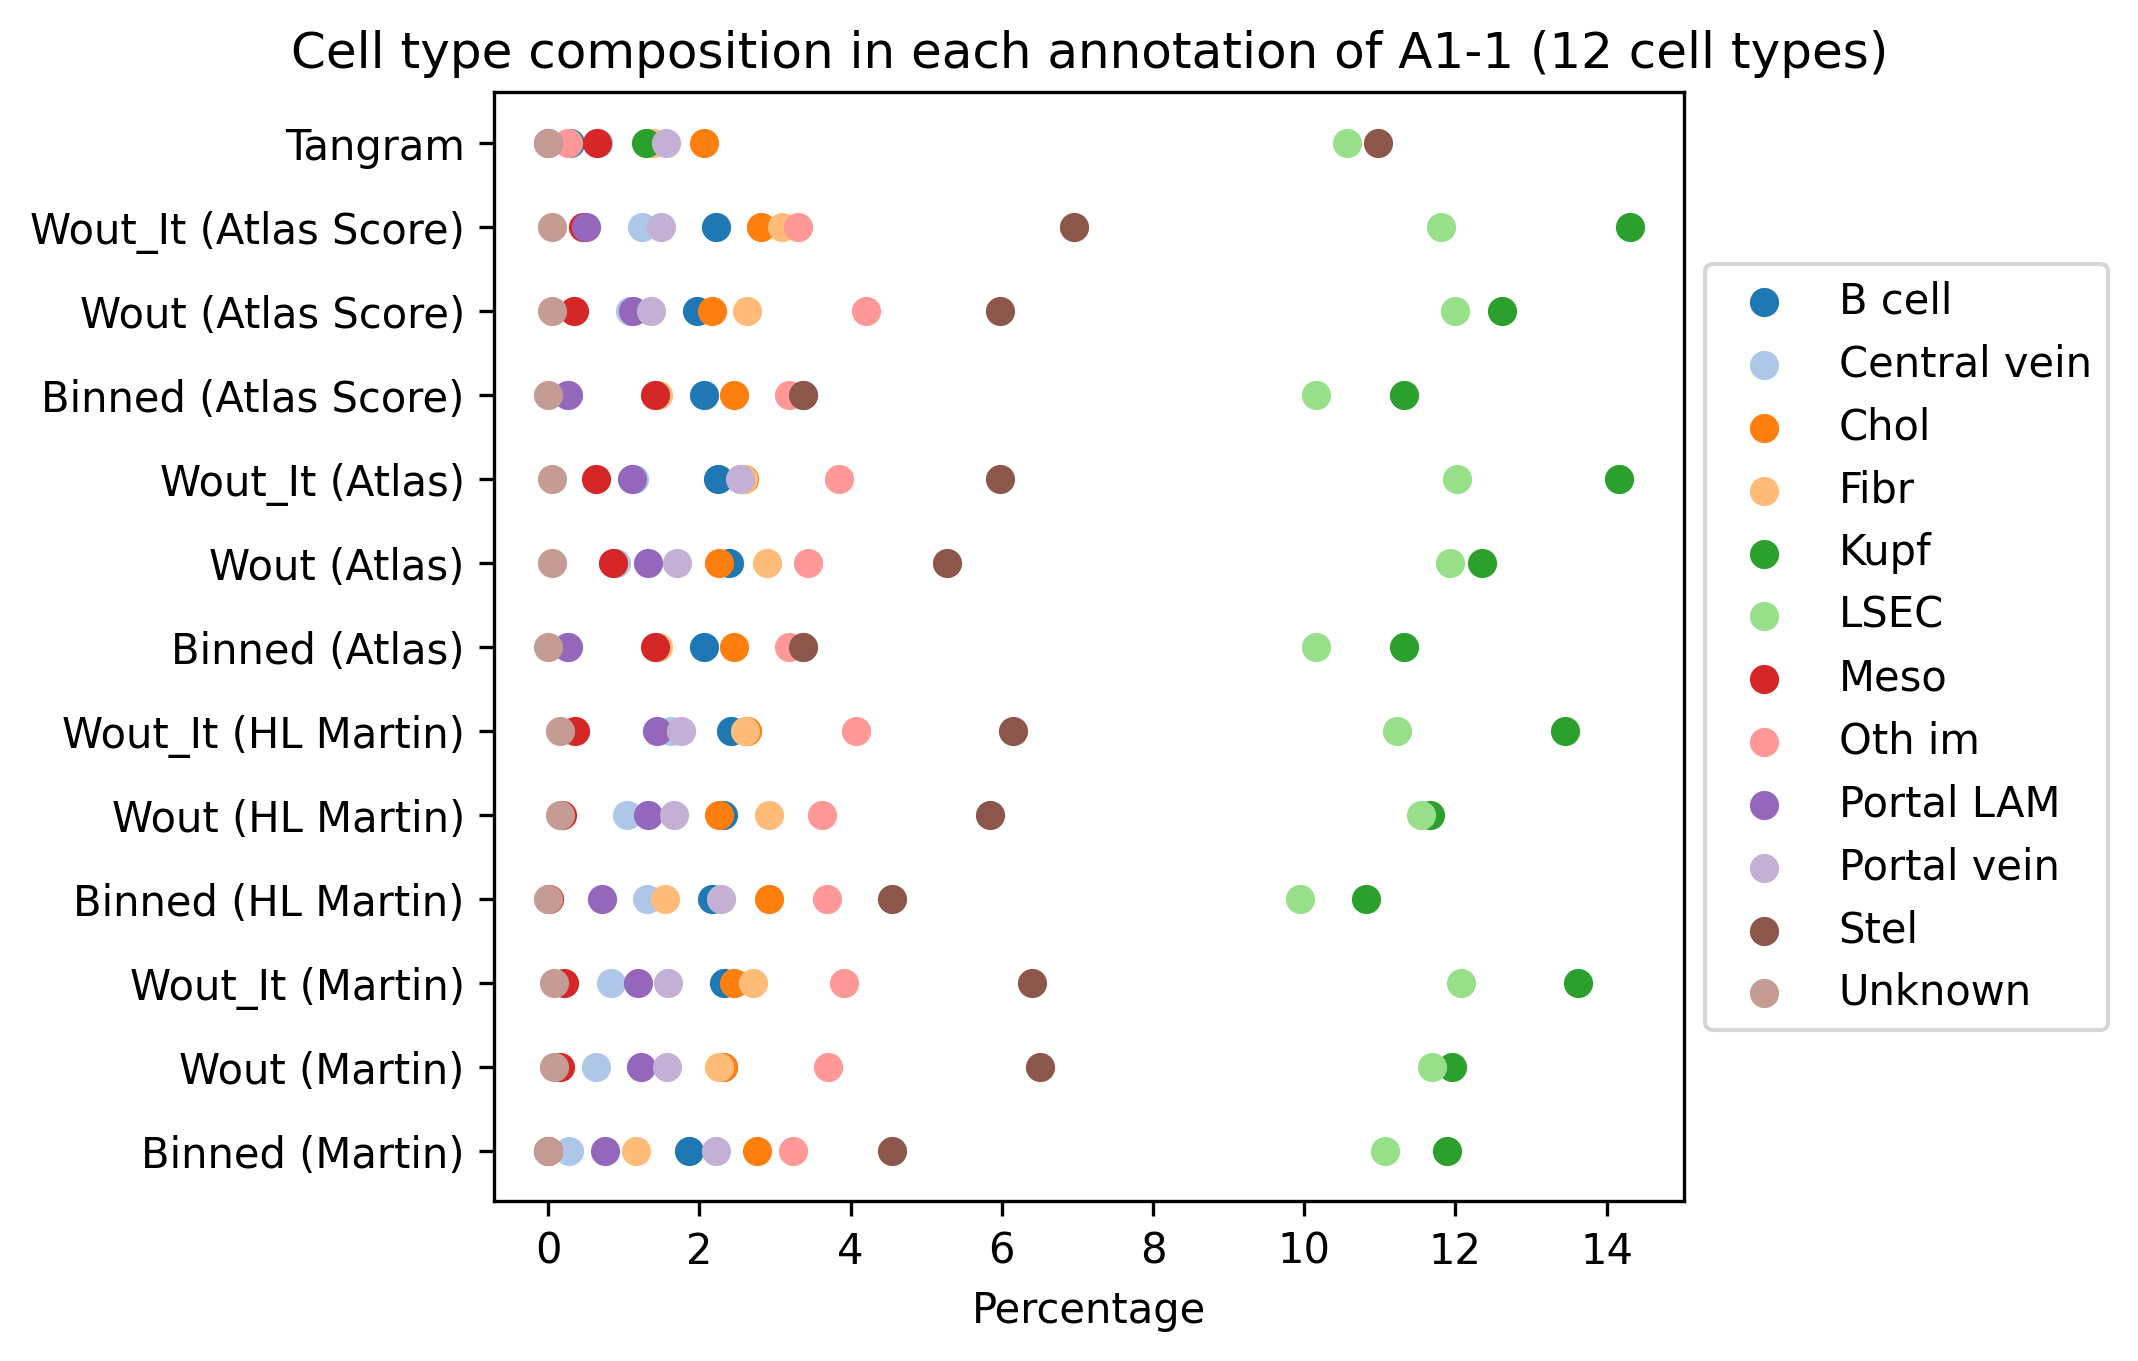 Cell type composition in each annotation of A1-1 (12 cell types)
Tangram
Wout_It (Atlas Score)
Wout (Atlas Score)
Binned (Atlas Score)
Wout_It (Atlas)
Wout (Atlas)
Binned (Atlas)
Wout_It (HL Martin)
Wout (HL Martin)
Binned (HL Martin)
Wout_It (Martin)
Wout (Martin)
Binned (Martin)
0 2 4 6 8 10 12 14
Percentage
B cell
Central vein
Chol
Fibr
Kupf
LSEC
Meso
Oth im
Portal LAM
Portal vein
Stel
Unknown